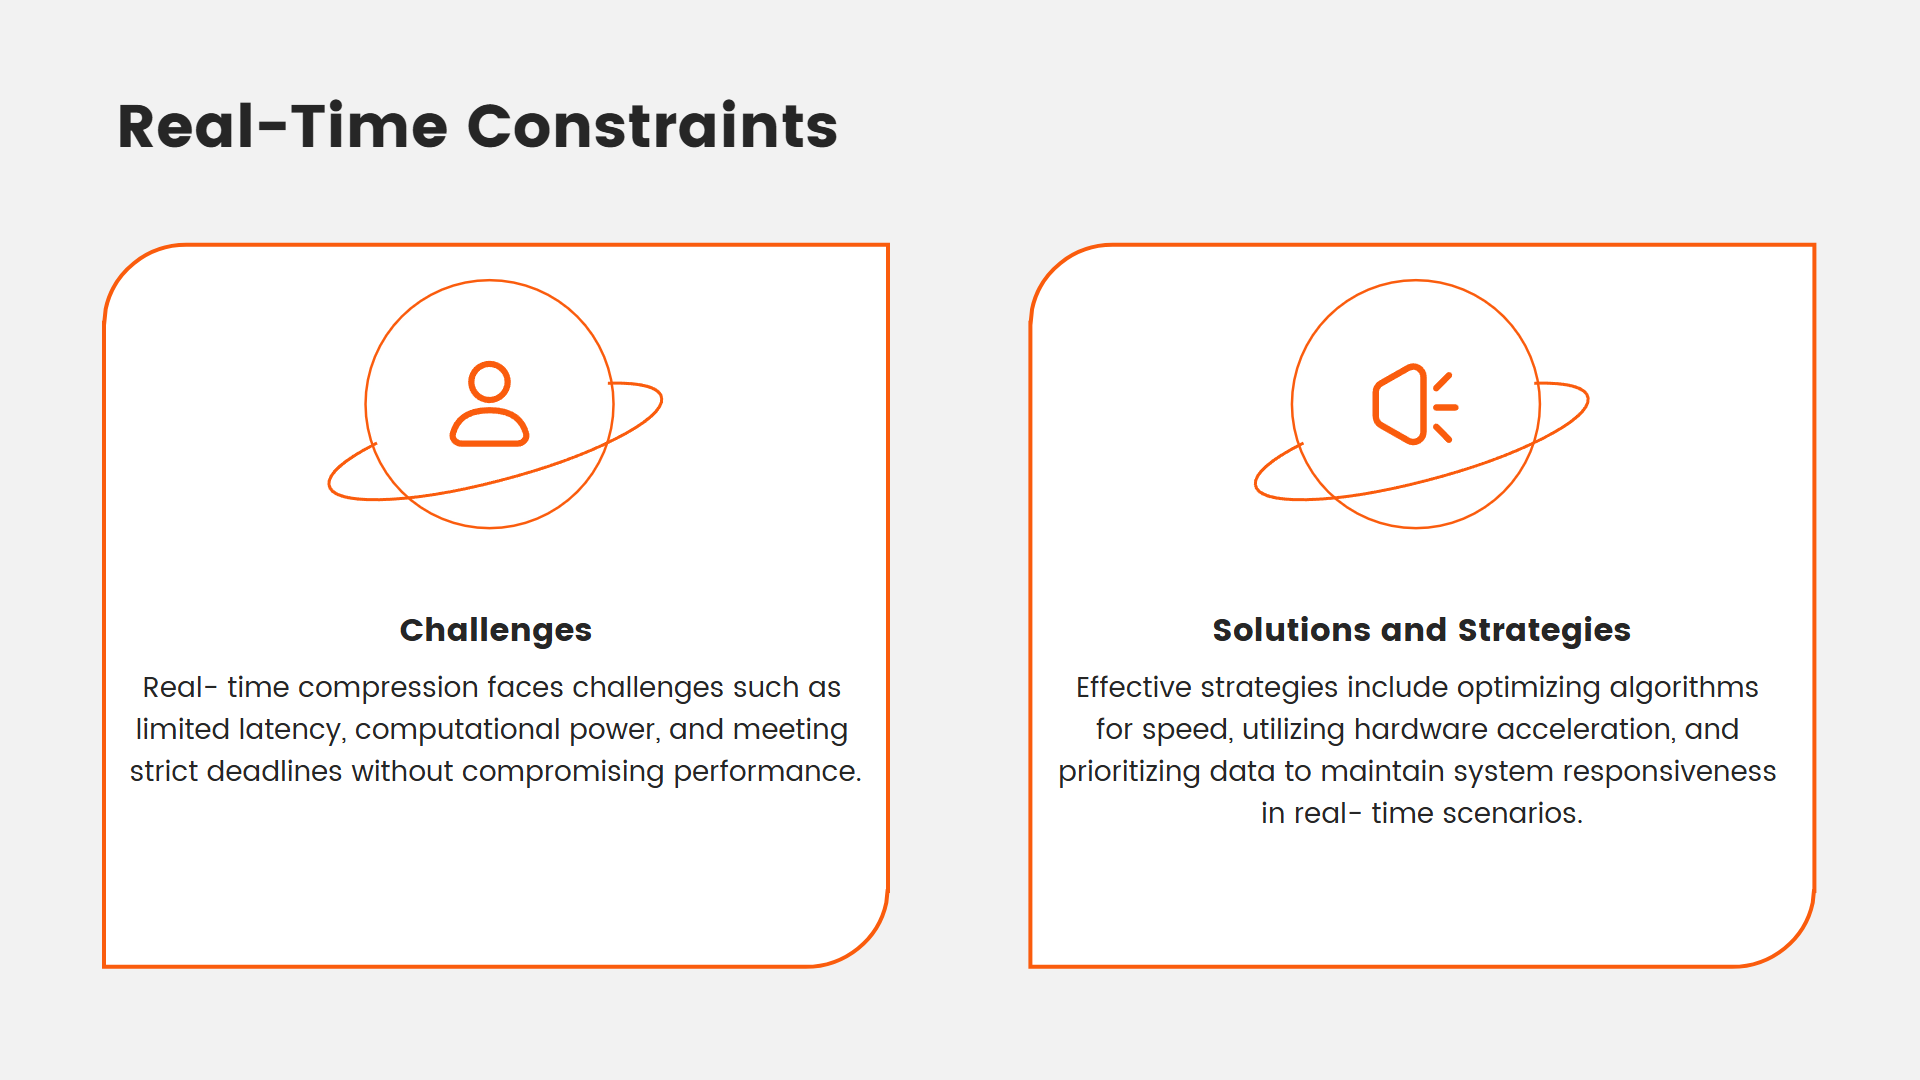 Real-Time Constraints
Challenges
Real- time compression faces challenges such as
limited latency, computational power, and meeting
strict deadlines without compromising performance.
Solutions and Strategies
Effective strategies include optimizing algorithms
for speed, utilizing hardware acceleration, and
prioritizing data to maintain system responsiveness
in real- time scenarios.